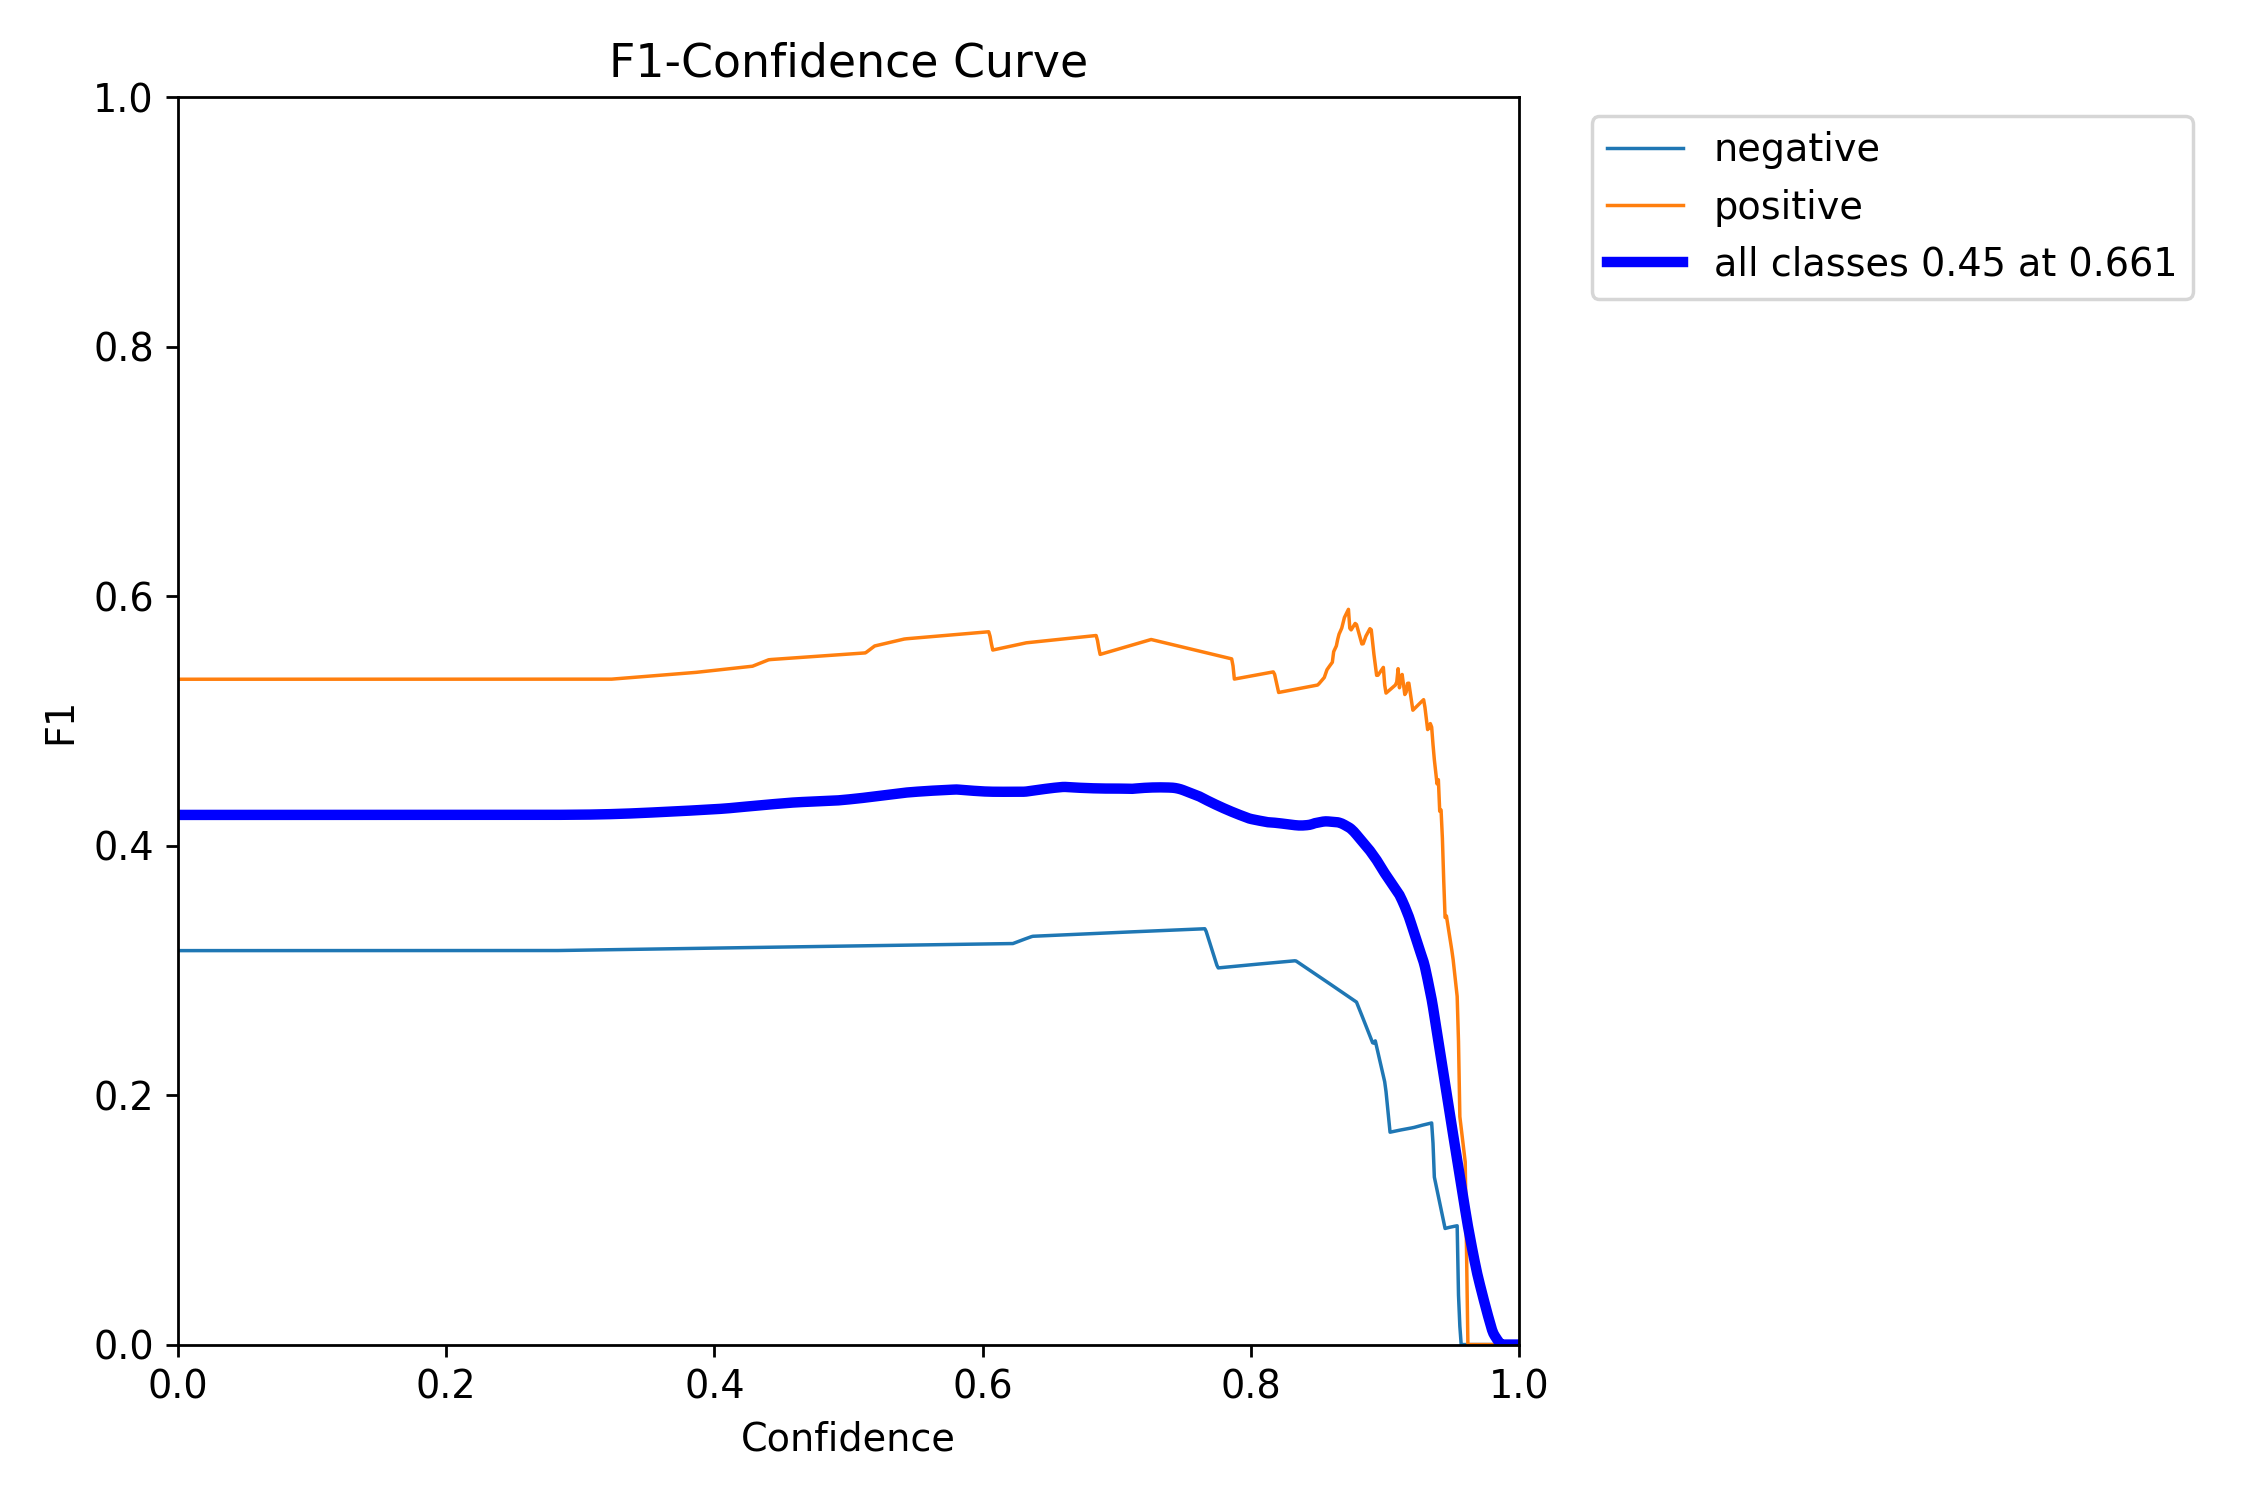 F1-Confidence Curve
1.0
0.8
0.6
0.4
0.2
0.0
F1
0.0 0.2 0.4 0.6 0.8 1.0
Confidence
negative
positive
all classes 0.45 at 0.661